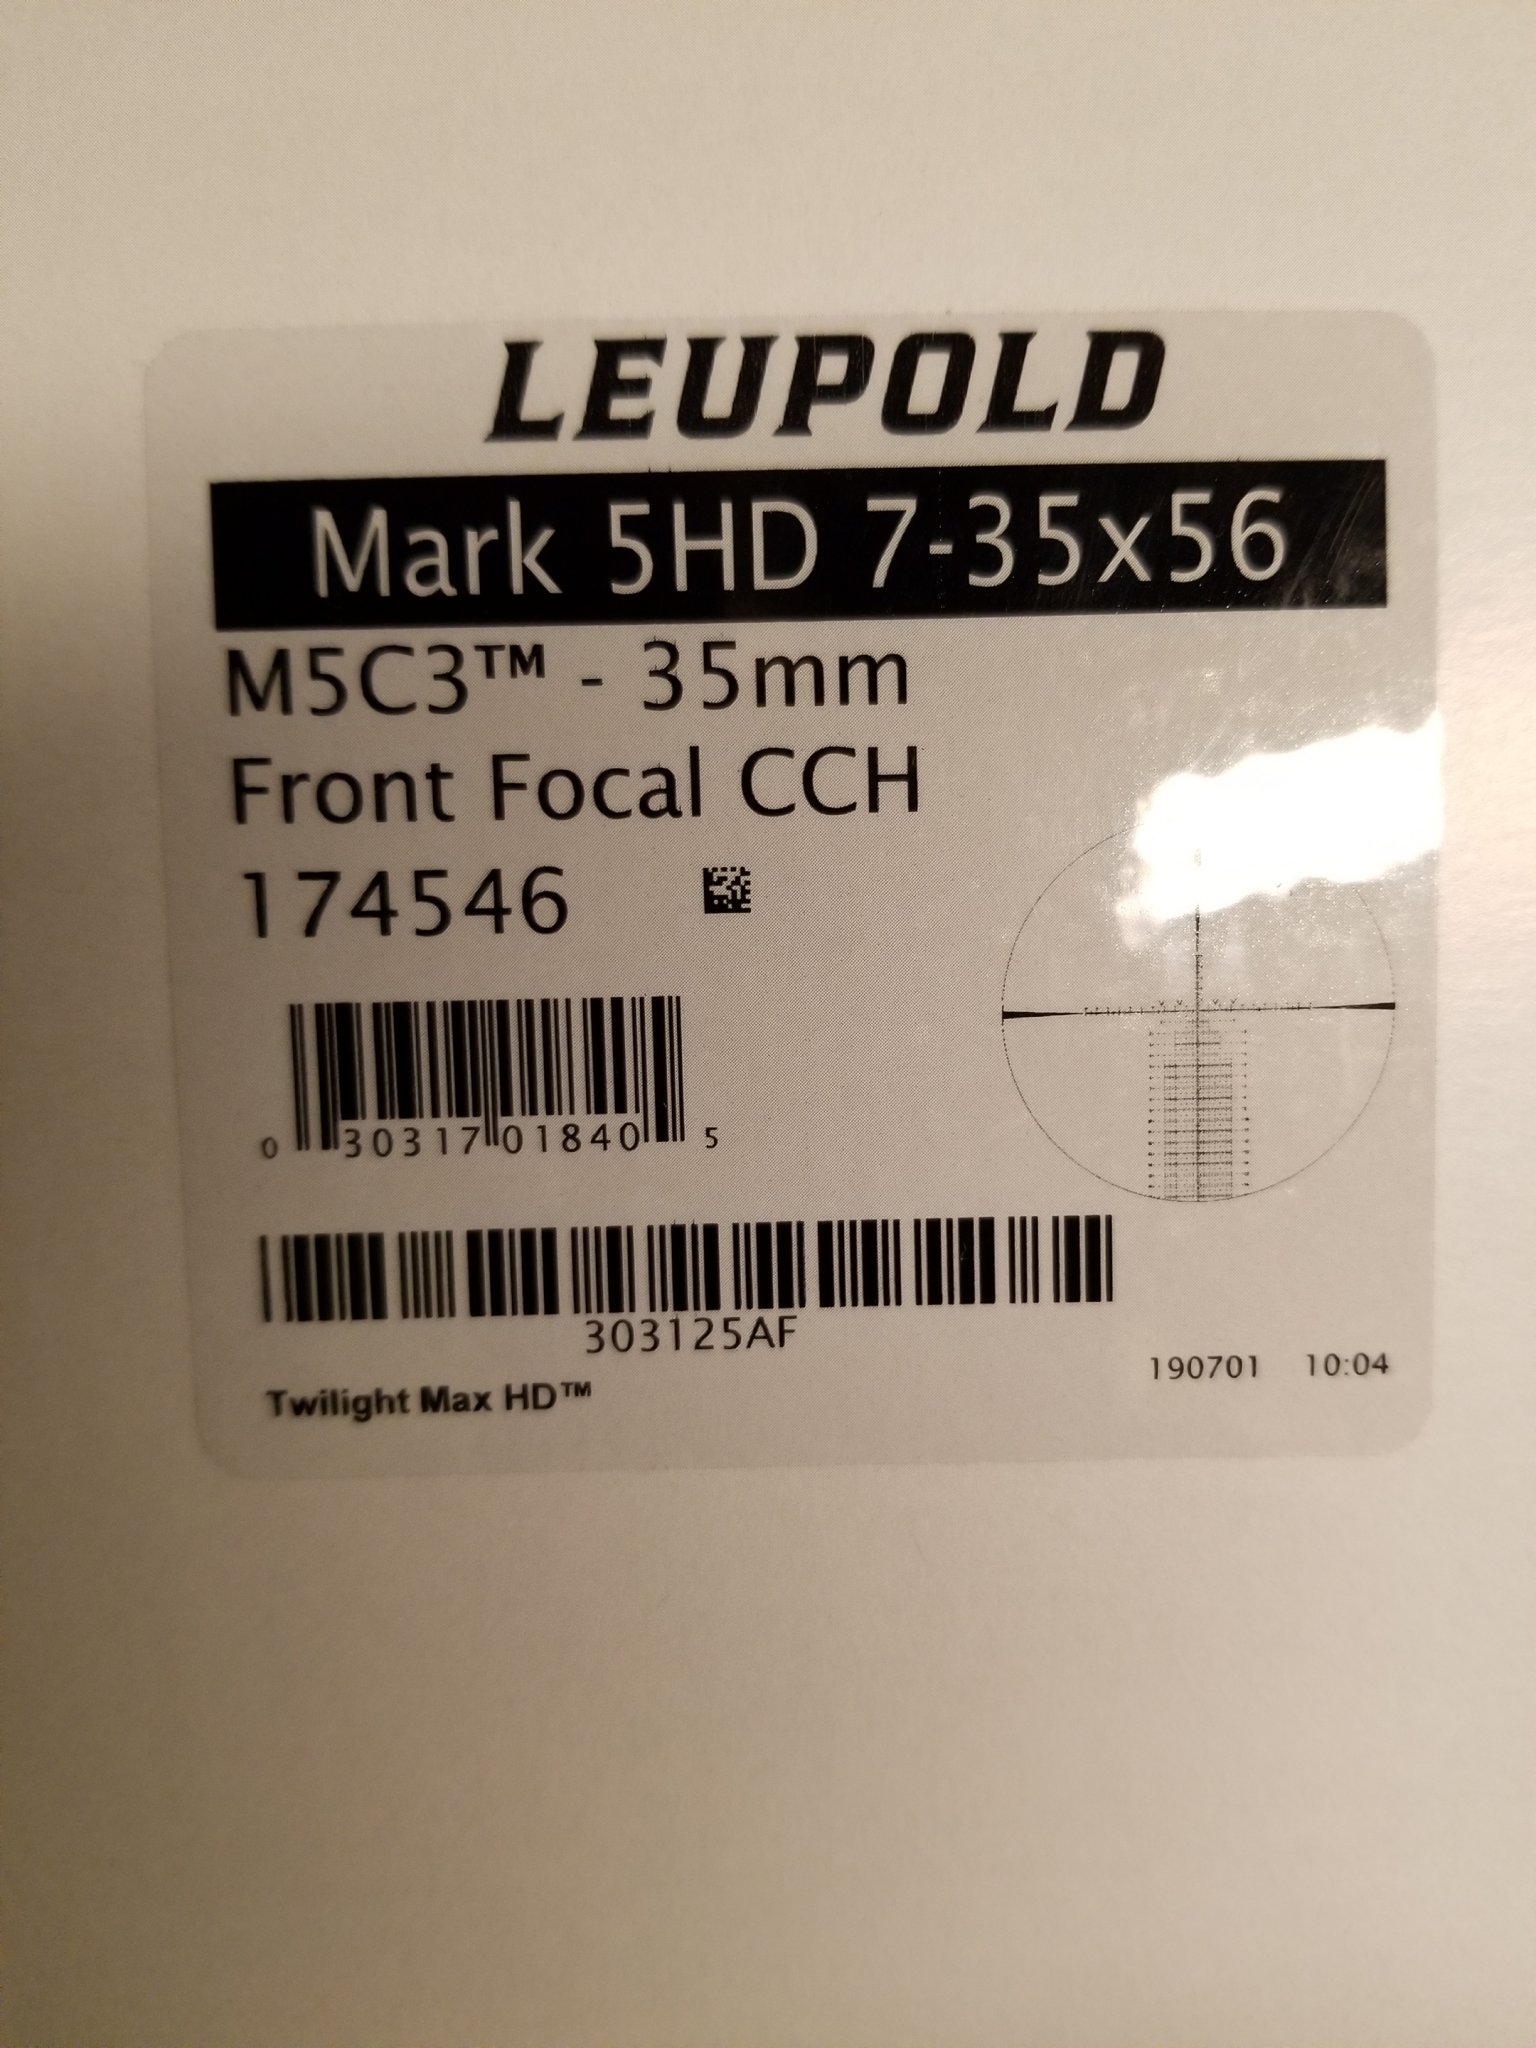 LEUPOLD
Mark 5HD 7-35x56
M5C3™ - 35mm
Front Focal CCH
174546
0 30317 01840 5
303125AF
190701 10:04
Twilight Max HD™